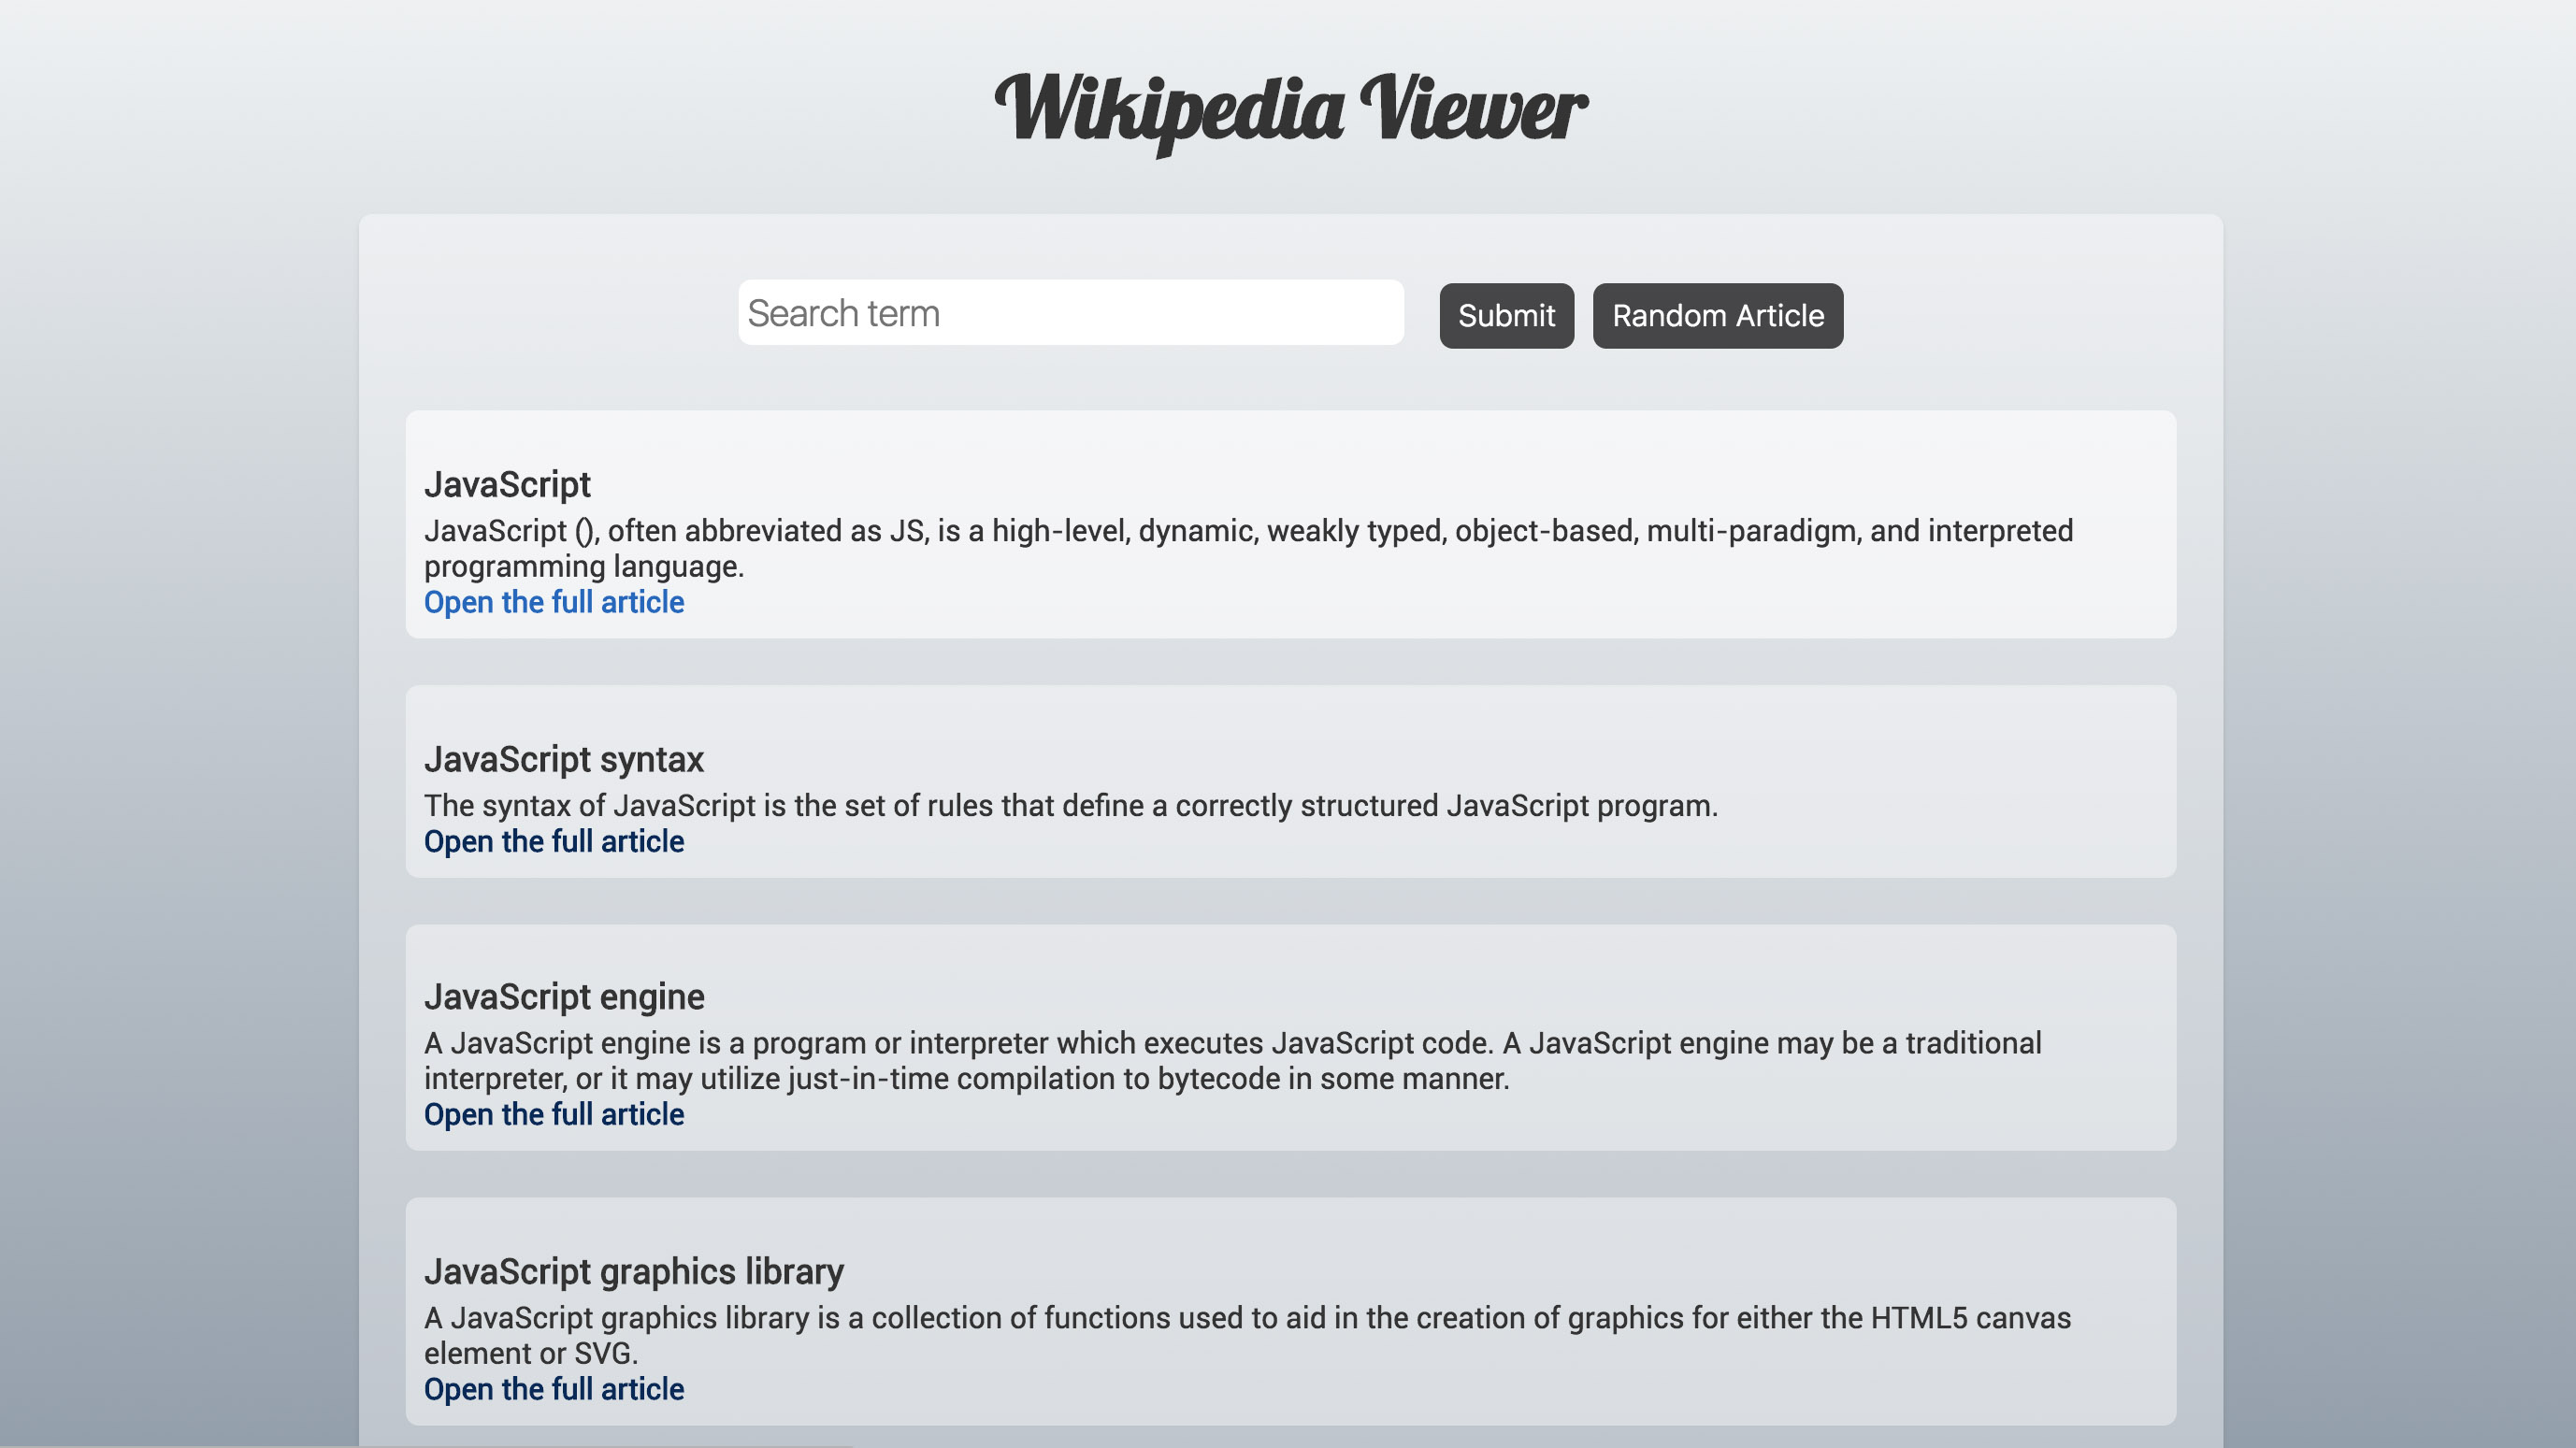 Wikipedia Viewer
Search term
Submit
Random Article
JavaScript
JavaScript (), often abbreviated as JS, is a high-level, dynamic, weakly typed, object-based, multi-paradigm, and interpreted
programming language.
Open the full article
JavaScript syntax
The syntax of JavaScript is the set of rules that define a correctly structured JavaScript program.
Open the full article
JavaScript engine
A JavaScript engine is a program or interpreter which executes JavaScript code. A JavaScript engine may be a traditional
interpreter, or it may utilize just-in-time compilation to bytecode in some manner.
Open the full article
JavaScript graphics library
A JavaScript graphics library is a collection of functions used to aid in the creation of graphics for either the HTML5 canvas
element or SVG.
Open the full article